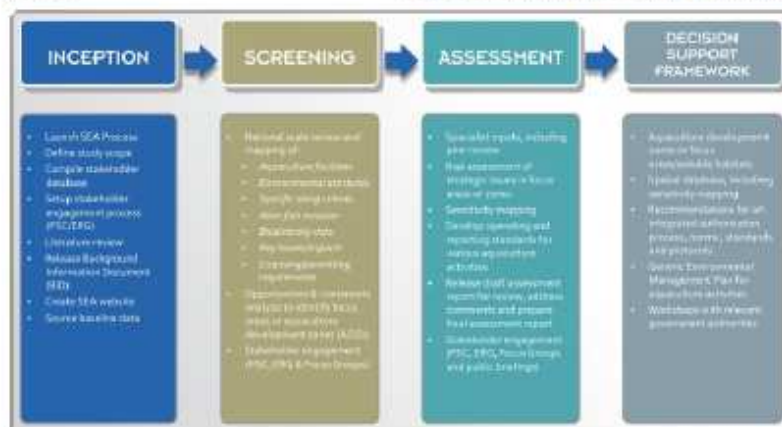 INCEPTION
SCREENING
ASSESSMENT
DECISION
SUPPORT
FRAMEWORK
• Launch SEA Process
• Define study scope
• Compile stakeholder
database
• Setup stakeholder
engagement process
(PSC/ERG)
• Literature review
• Release Background
Information Document
(BID)
• Create SEA website
• Source baseline data
• National scale review and
mapping of:
• Aquaculture facilities
• Environmental attributes
• Specific siting criteria
• Biodiversity data
• Key
• Licensing/permitting
requirements
• Opportunities & constraints
analysis to identify focus
areas or aquaculture
development zones (ADZs)
• Stakeholder engagement
(PSC, ERG & Focus Groups)
• Specialist inputs, including
peer review
• Risk assessment of
strategic issues in focus
areas or zones
• Sensitivity mapping
• Develop operating and
reporting standards for
various aquaculture
activities
• Release draft assessment
report for review, address
comments and prepare
final assessment report
• Stakeholder engagement
(PSC, ERG, Focus Groups
and public briefings)
• Aquaculture development
zones or focus
areas/suitable habitats
• Spatial database, including
sensitivity mapping
• Recommendations for an
integrated authorisation
process, norms, standards
and protocols
• Generic Environmental
Management Plan for
aquaculture activities
• Workshops with relevant
government authorities